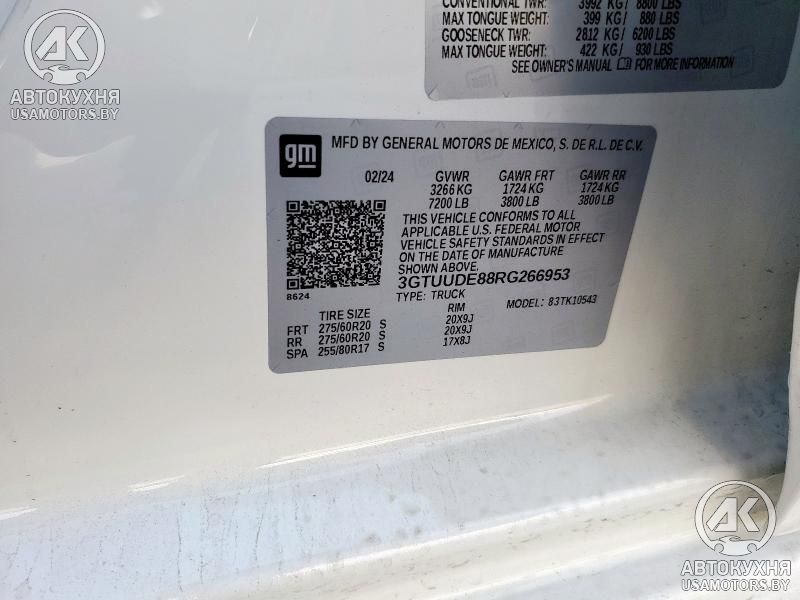 АК
АВТОКУХНЯ
USAMOTORS.BY
CONVENTIONAL TWR: 3992 KG/ 8800 LBS
MAX TONGUE WEIGHT: 399 KG/ 880 LBS
GOOSENECK TWR: 2812 KG/ 6200 LBS
MAX TONGUE WEIGHT: 422 KG/ 930 LBS
SEE OWNER'S MANUAL FOR MORE INFORMATION
gm
MFD BY GENERAL MOTORS DE MEXICO, S. DE R.L. DE C.V.
02/24 GVWR GAWR FRT GAWR RR
3266 KG 1724 KG 1724 KG
7200 LB 3800 LB 3800 LB
THIS VEHICLE CONFORMS TO ALL
APPLICABLE U.S. FEDERAL MOTOR
VEHICLE SAFETY STANDARDS IN EFFECT
ON THE DATE OF MANUFACTURE
SHOWN ABOVE.
3GTUUDE88RG266953
8624
TYPE: TRUCK MODEL: 83TK10543
TIRE SIZE RIM
FRT 275/60R20 S 20X9J
RR 275/60R20 S 20X9J
SPA 255/80R17 S 17X8J
АК
АВТОКУХНЯ
USAMOTORS.BY